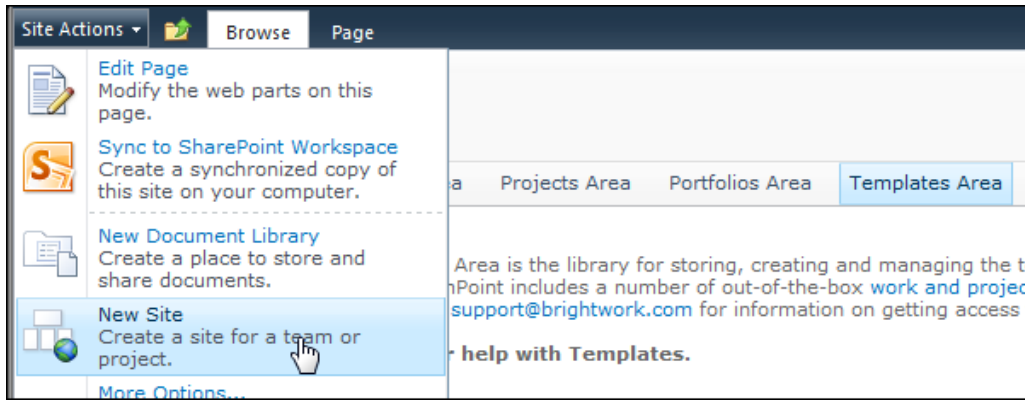 Site Actions
Browse
Page
Edit Page
Modify the web parts on this
page.
Sync to SharePoint Workspace
Create a synchronized copy of
this site on your computer.
New Document Library
Create a place to store and
share documents.
New Site
Create a site for a team or
project.
More Options...
Projects Area
Portfolios Area
Templates Area
Area is the library for storing, creating and managing the
includes a number of out-of-the-box work and
support@brightwork.com for information on getting access
help with Templates.